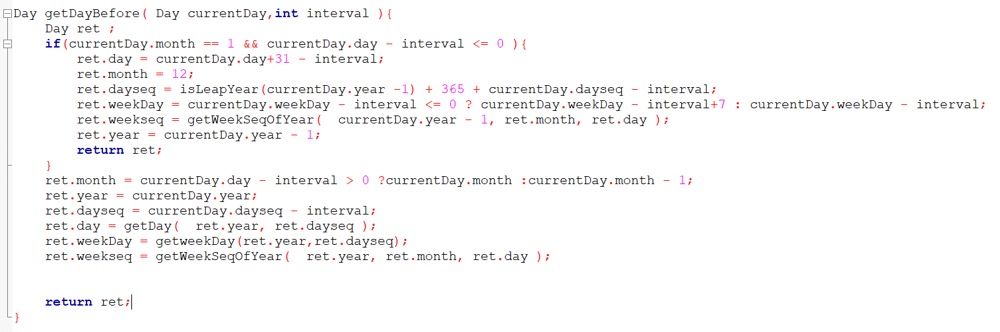 Day getDayBefore( Day currentDay,int interval ){
    Day ret ;
    if(currentDay.month == 1 && currentDay.day - interval <= 0 ){
        ret.day = currentDay.day+31 - interval;
        ret.month = 12;
        ret.dayseq = isLeapYear(currentDay.year -1) + 365 + currentDay.dayseq - interval;
        ret.weekDay = currentDay.weekDay - interval <= 0 ? currentDay.weekDay - interval+7 : currentDay.weekDay - interval;
        ret.weekseq = getWeekSeqOfYear(  currentDay.year - 1, ret.month, ret.day );
        ret.year = currentDay.year - 1;
        return ret;
    }
    ret.month = currentDay.day - interval > 0 ?currentDay.month :currentDay.month - 1;
    ret.year = currentDay.year;
    ret.dayseq = currentDay.dayseq - interval;
    ret.day = getDay(  ret.year, ret.dayseq );
    ret.weekDay = getweekDay(ret.year,ret.dayseq);
    ret.weekseq = getWeekSeqOfYear(  ret.year, ret.month, ret.day );
    return ret;
}